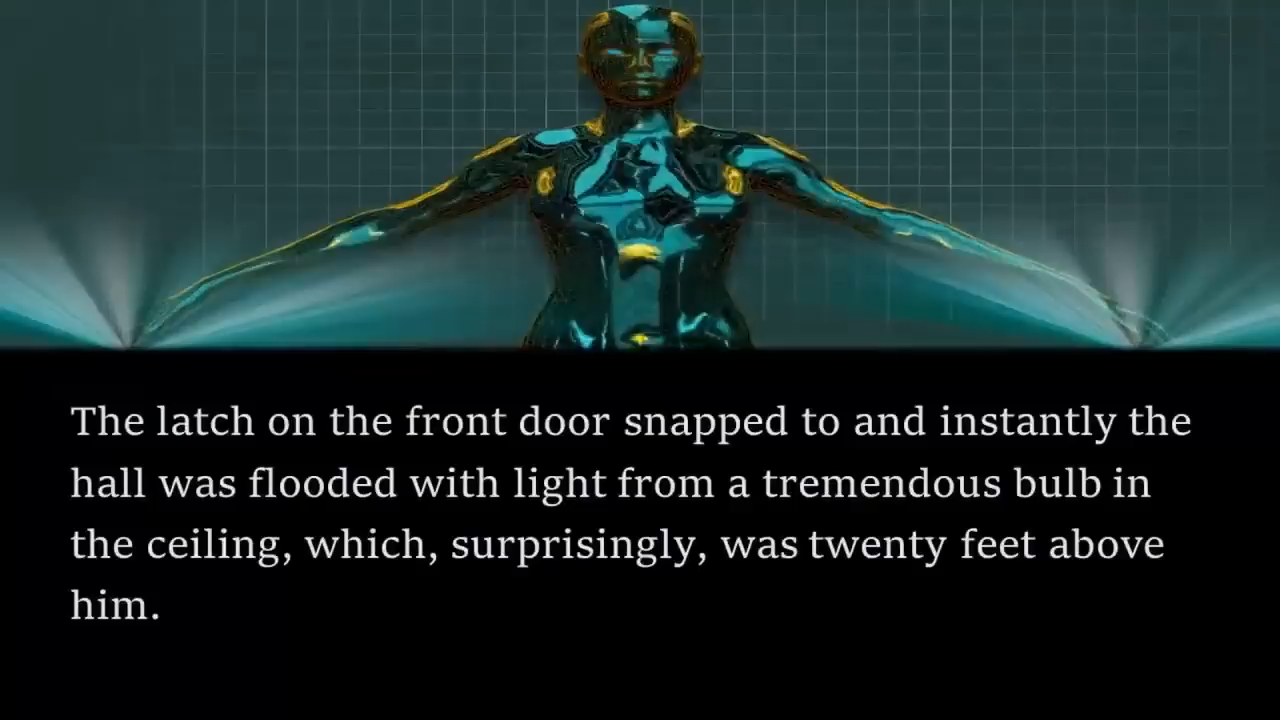 The latch on the front door snapped to and instantly the
hall was flooded with light from a tremendous bulb in
the ceiling, which, surprisingly, was twenty feet above
him.